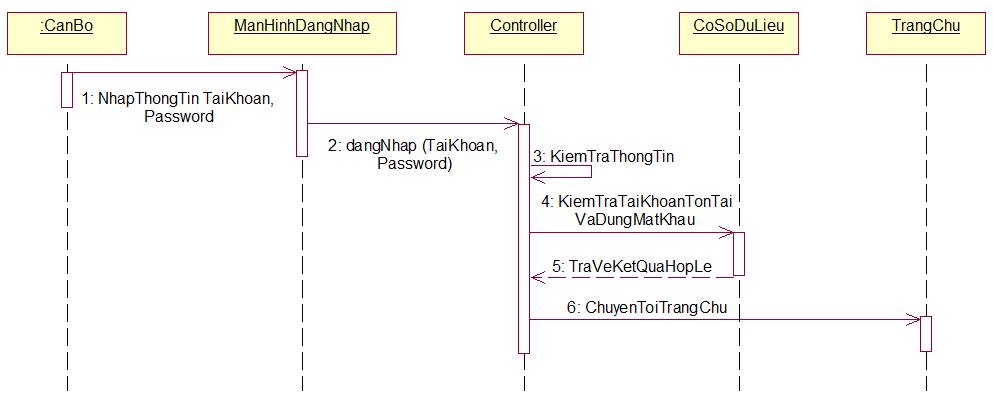 :CanBo
ManHinhDangNhap
Controller
CoSoDuLieu
TrangChu
1: NhapThongTin TaiKhoan,
Password
2: dangNhap (TaiKhoan,
Password)
3: KiemTraThongTin
4: KiemTraTaiKhoanTonTai
VaDungMatKhau
5: TraVeKetQuaHopLe
6: ChuyenToiTrangChu